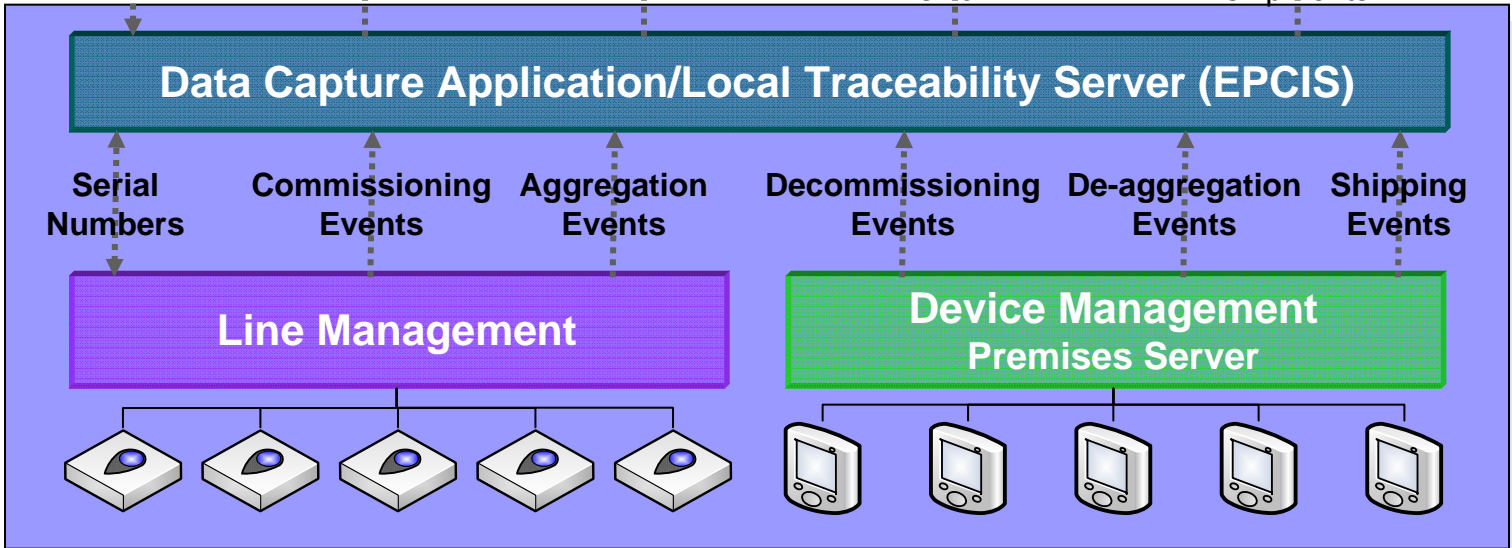 Data Capture Application/Local Traceability Server (EPCIS)
Serial
Numbers
Commissioning
Events
Aggregation
Events
Decommissioning
Events
De-aggregation
Events
Shipping
Events
Line Management
Device Management
Premises Server